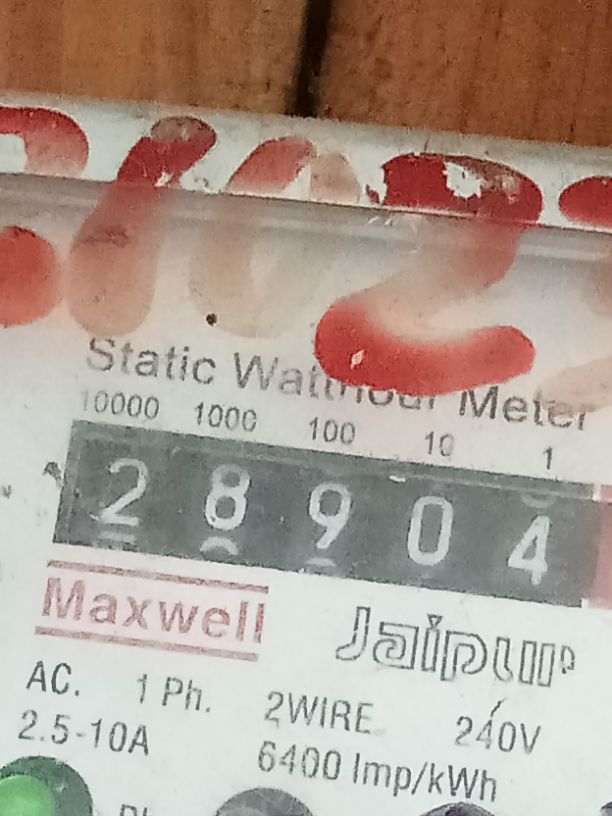 Static Watthour Meter
10000 1000 100 10 1
2 8 9 0 4
Maxwell Jaipur
AC. 1 Ph. 2WIRE 240V
2.5-10A 6400 Imp/kWh